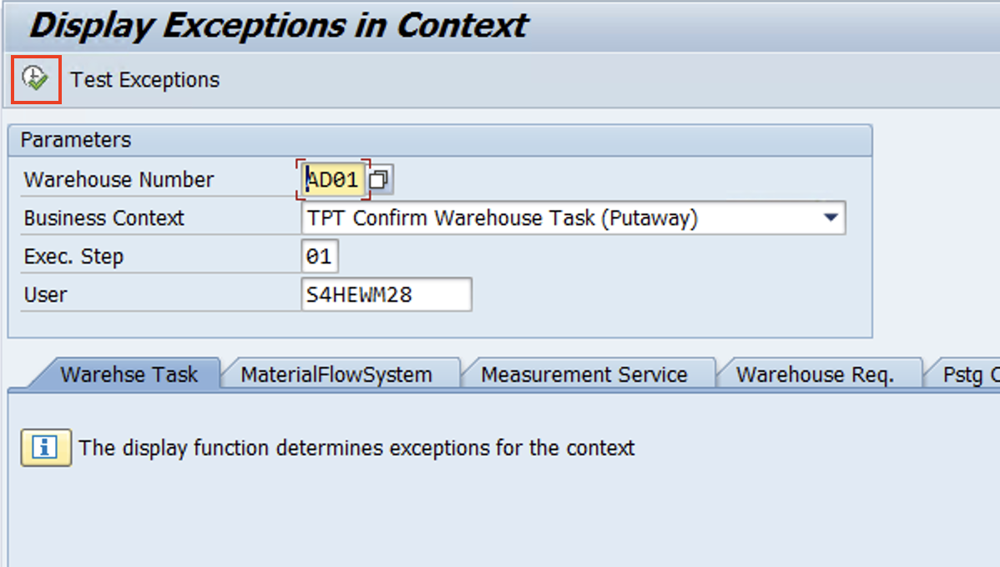 Display Exceptions in Context
Test Exceptions
Parameters
Warehouse Number AD01
Business Context TPT Confirm Warehouse Task (Putaway)
Exec. Step 01
User S4HEWM28
Warehse Task MaterialFlowSystem Measurement Service Warehouse Req. Pstg C
The display function determines exceptions for the context